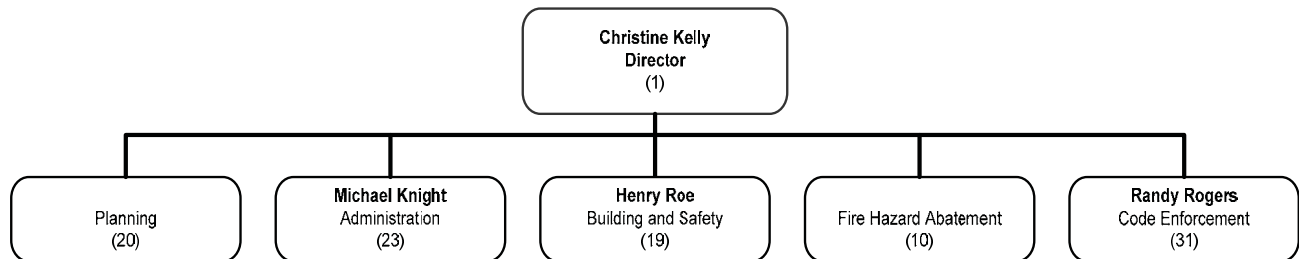 Christine Kelly
Director
(1)
Planning
(20)
Michael Knight
Administration
(23)
Henry Roe
Building and Safety
(19)
Fire Hazard Abatement
(10)
Randy Rogers
Code Enforcement
(31)